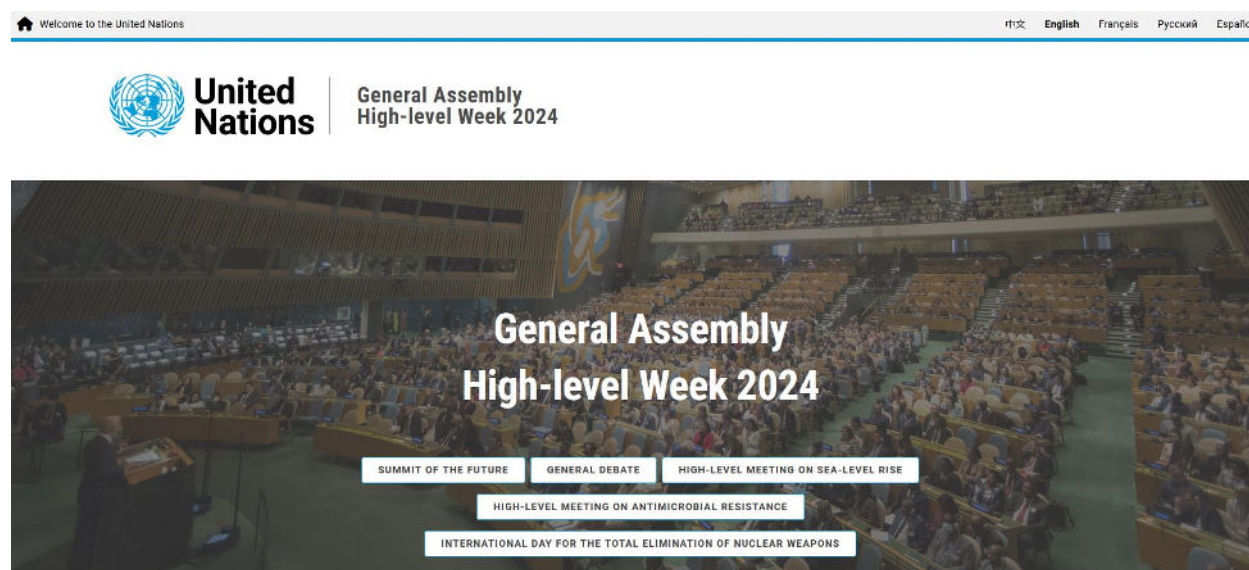 Welcome to the United Nations
中文 English Français Русский Españo
United
Nations
General Assembly
High-level Week 2024
General Assembly
High-level Week 2024
SUMMIT OF THE FUTURE GENERAL DEBATE HIGH-LEVEL MEETING ON SEA-LEVEL RISE
HIGH-LEVEL MEETING ON ANTIMICROBIAL RESISTANCE
INTERNATIONAL DAY FOR THE TOTAL ELIMINATION OF NUCLEAR WEAPONS